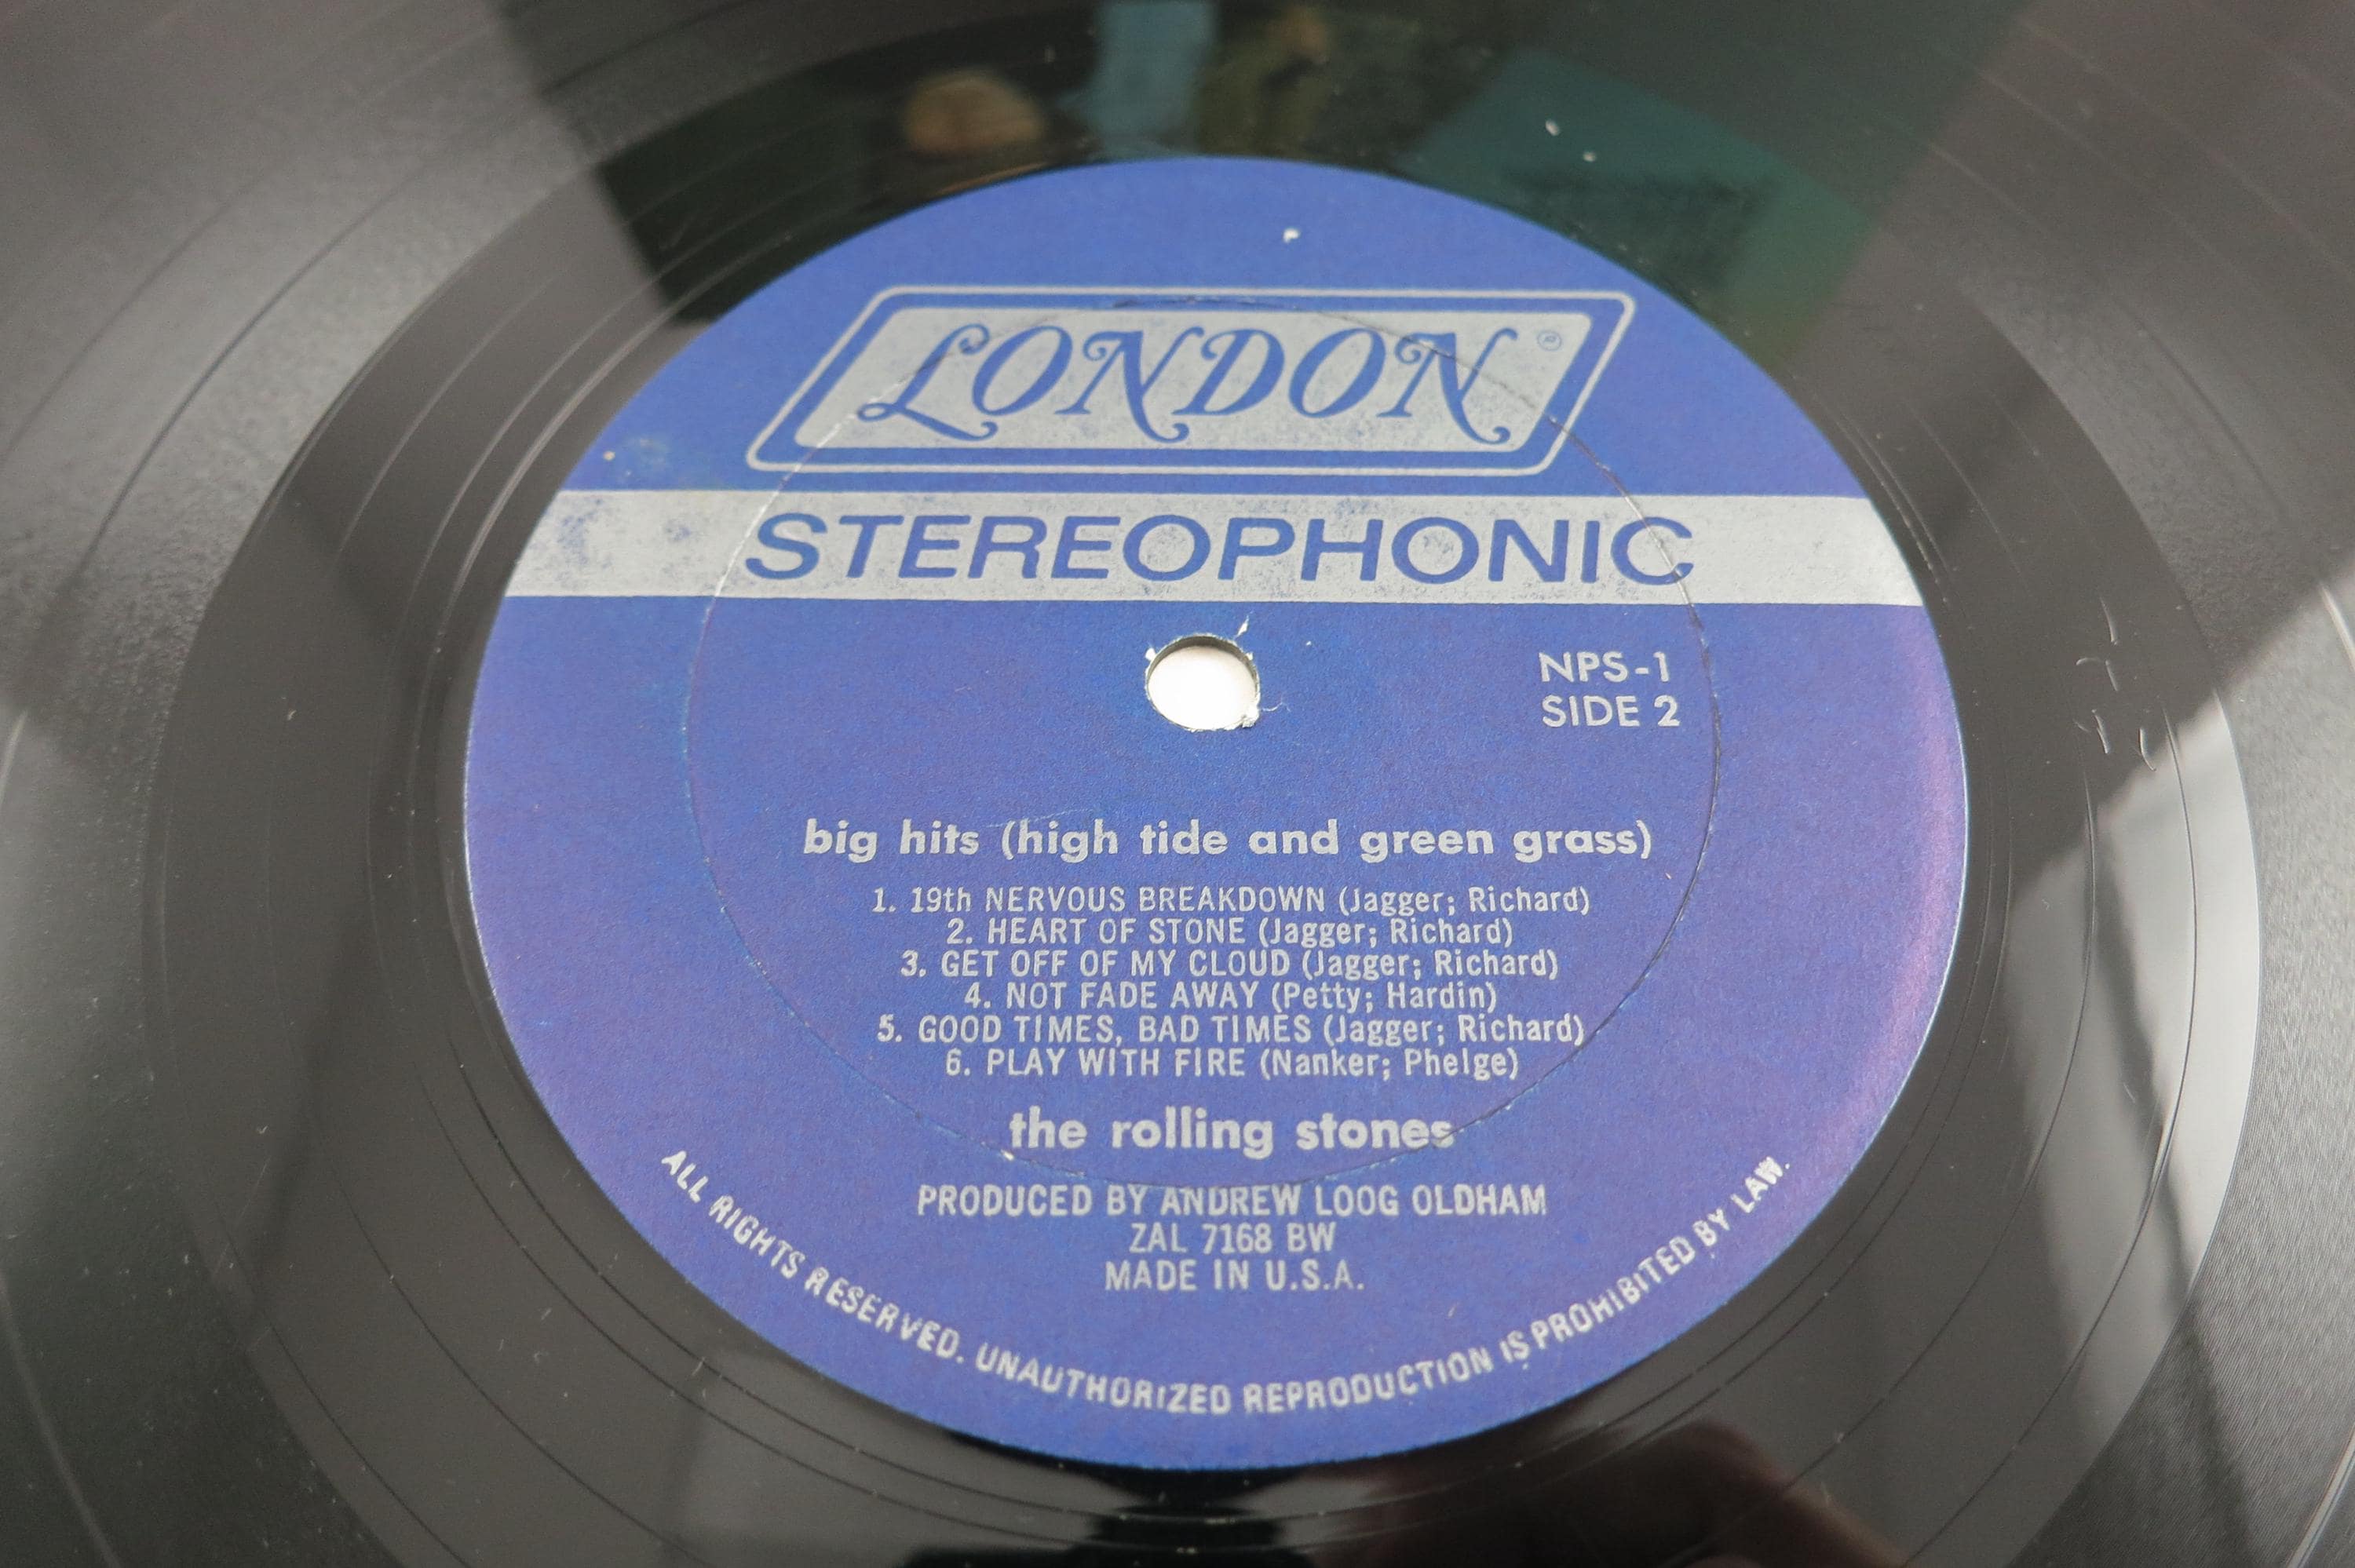 LONDON ®
STEREOPHONIC
NPS-1
SIDE 2
big hits (high tide and green grass)
1. 19th NERVOUS BREAKDOWN (Jagger; Richard)
2. HEART OF STONE (Jagger; Richard)
3. GET OFF OF MY CLOUD (Jagger; Richard)
4. NOT FADE AWAY (Petty; Hardin)
5. GOOD TIMES, BAD TIMES (Jagger; Richard)
6. PLAY WITH FIRE (Nanker; Phelge)
the rolling stones
PRODUCED BY ANDREW LOOG OLDHAM
ZAL 7168 BW
MADE IN U.S.A.
ALL RIGHTS RESERVED. UNAUTHORIZED REPRODUCTION IS PROHIBITED BY LAW.